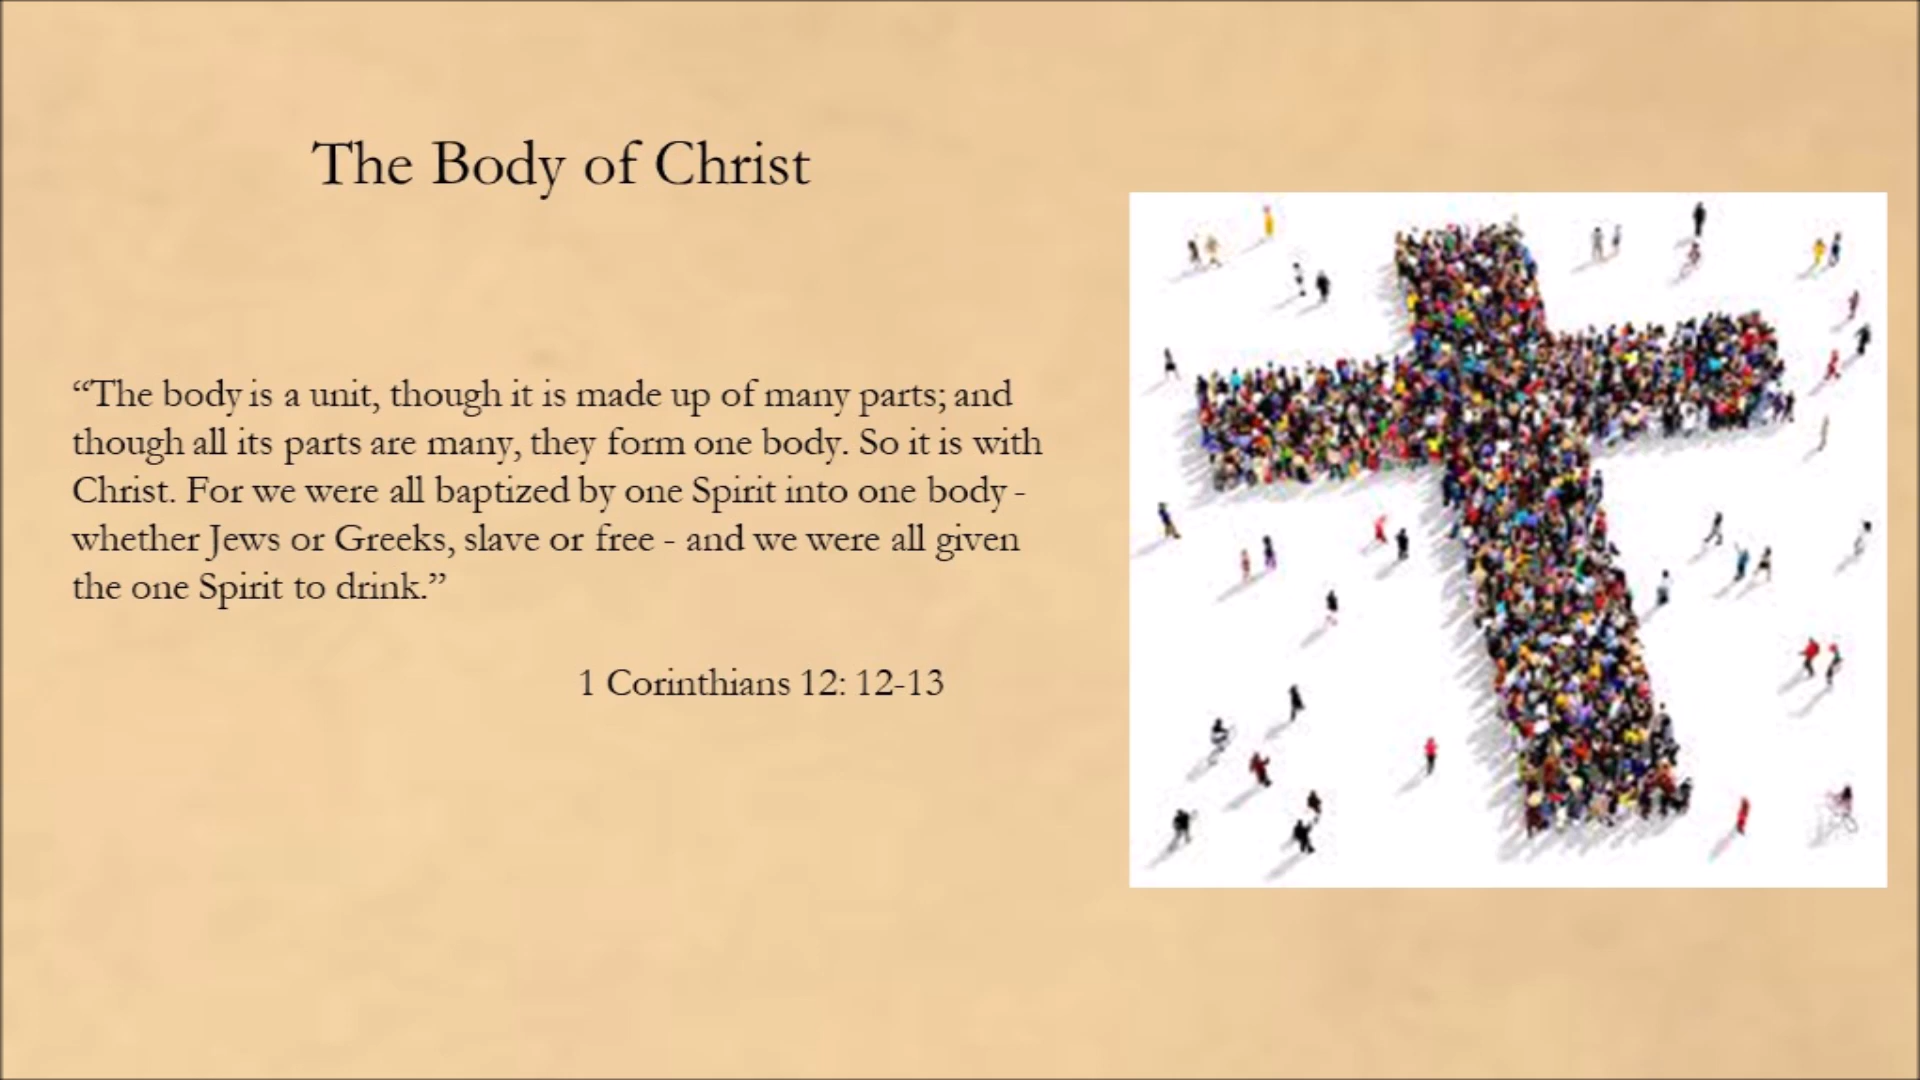 The Body of Christ
“The body is a unit, though it is made up of many parts; and
though all its parts are many, they form one body. So it is with
Christ. For we were all baptized by one Spirit into one body -
whether Jews or Greeks, slave or free - and we were all given
the one Spirit to drink.”
1 Corinthians 12: 12-13